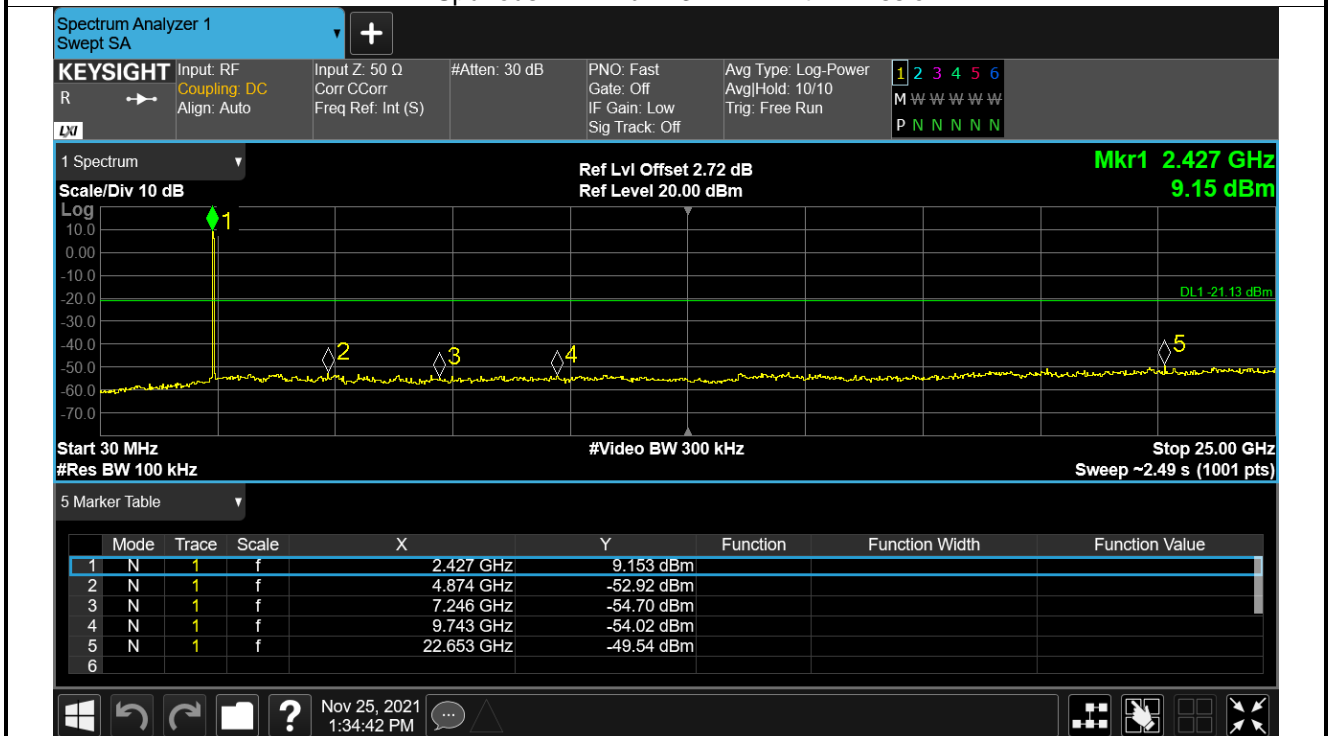 Spectrum Analyzer 1
Swept SA
+
KEYSIGHT
R
LXI
Input: RF
Coupling: DC
Align: Auto
Input Z: 50 Ω
Corr CCorr
Freq Ref: Int (S)
#Atten: 30 dB
PNO: Fast
Gate: Off
IF Gain: Low
Sig Track: Off
Avg Type: Log-Power
Avg|Hold: 10/10
Trig: Free Run
1 2 3 4 5 6
M W W W W W
P N N N N N
1 Spectrum
Scale/Div 10 dB
Ref Lvl Offset 2.72 dB
Ref Level 20.00 dBm
Mkr1 2.427 GHz
9.15 dBm
Log
10.0
0.00
-10.0
-20.0
-30.0
-40.0
-50.0
-60.0
-70.0
1
2
3
4
5
DL1 -21.13 dBm
Start 30 MHz
#Res BW 100 kHz
#Video BW 300 kHz
Stop 25.00 GHz
Sweep ~2.49 s (1001 pts)
5 Marker Table
Mode Trace Scale X Y Function Function Width Function Value
1 N 1 f 2.427 GHz 9.153 dBm
2 N 1 f 4.874 GHz -52.92 dBm
3 N 1 f 7.246 GHz -54.70 dBm
4 N 1 f 9.743 GHz -54.02 dBm
5 N 1 f 22.653 GHz -49.54 dBm
6
?
Nov 25, 2021
1:34:42 PM